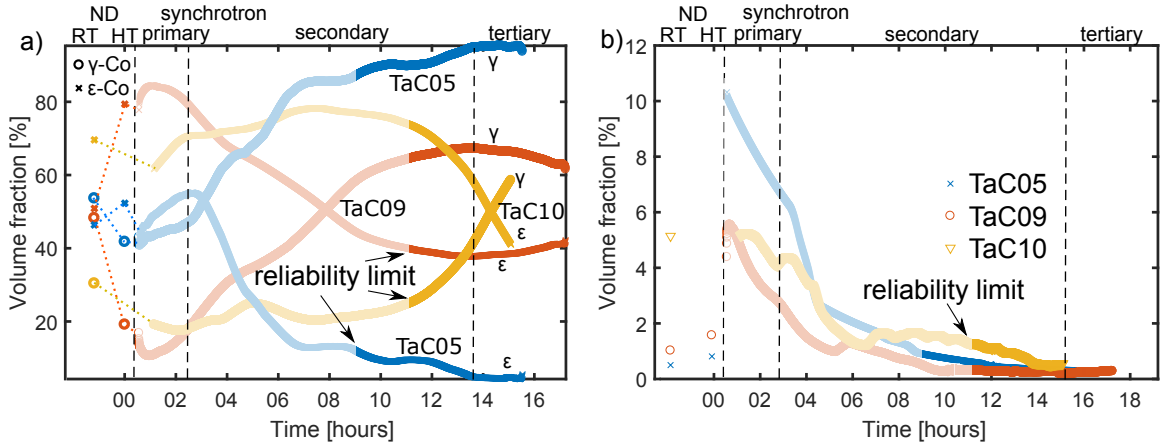 a)
ND
RT HT
synchrotron
primary
secondary
tertiary
γ-Co
ε-Co
Volume fraction [%]
80
60
40
20
TaC05
γ
γ
TaC09
γ
TaC10
ε
ε
reliability limit
TaC05
ε
00 02 04 06 08 10 12 14 16
Time [hours]
b)
ND
RT HT
synchrotron
primary
secondary
tertiary
Volume fraction [%]
12
10
8
6
4
2
0
TaC05
TaC09
TaC10
reliability limit
00 02 04 06 08 10 12 14 16 18
Time [hours]